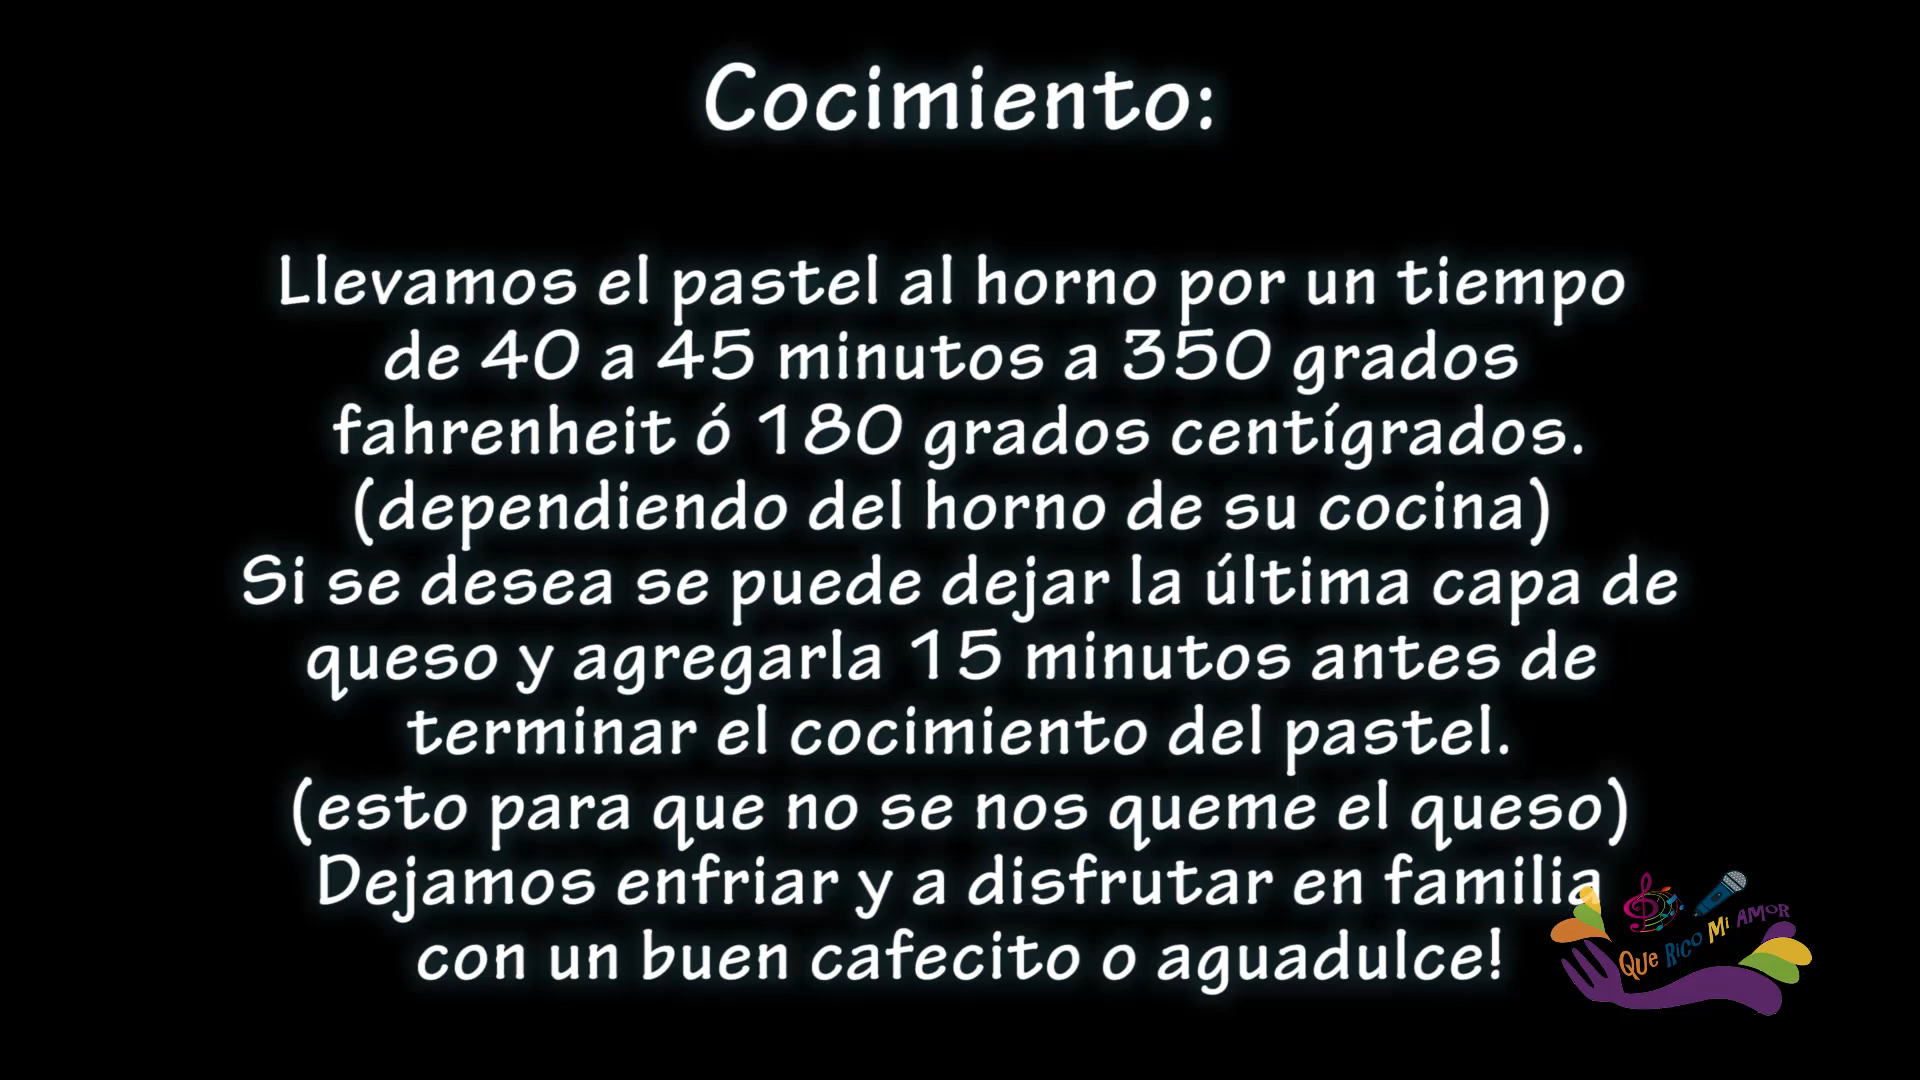 Cocimiento:
Llevamos el pastel al horno por un tiempo
de 40 a 45 minutos a 350 grados
fahrenheit ó 180 grados centígrados.
(dependiendo del horno de su cocina)
Si se desea se puede dejar la última capa de
queso y agregarla 15 minutos antes de
terminar el cocimiento del pastel.
(esto para que no se nos queme el queso)
Dejamos enfriar y a disfrutar en familia
con un buen cafecito o aguadulce!
Que Rico Mi AMOR